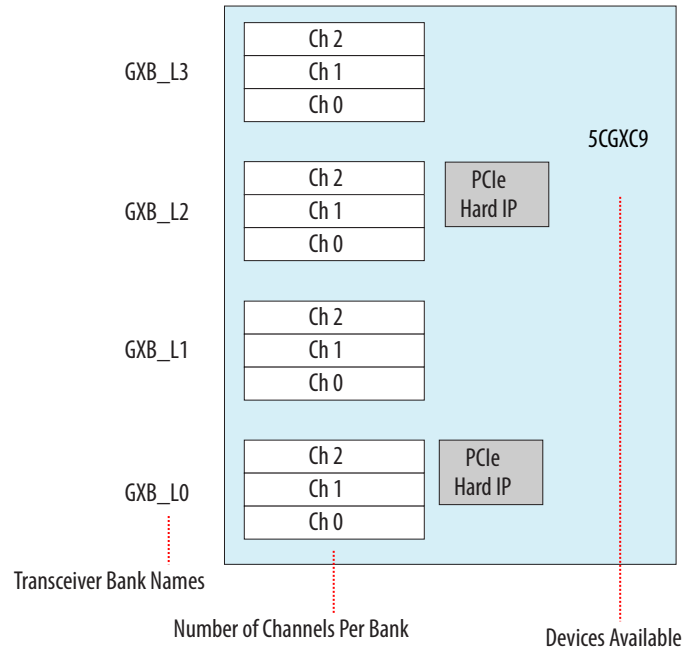 Ch 2
GXB_L3
Ch 1
Ch 0
5CGXC9
Ch 2
PCIe
Hard IP
GXB_L2
Ch 1
Ch 0
Ch 2
GXB_L1
Ch 1
Ch 0
Ch 2
PCIe
Hard IP
GXB_L0
Ch 1
Ch 0
Transceiver Bank Names
Number of Channels Per Bank
Devices Available